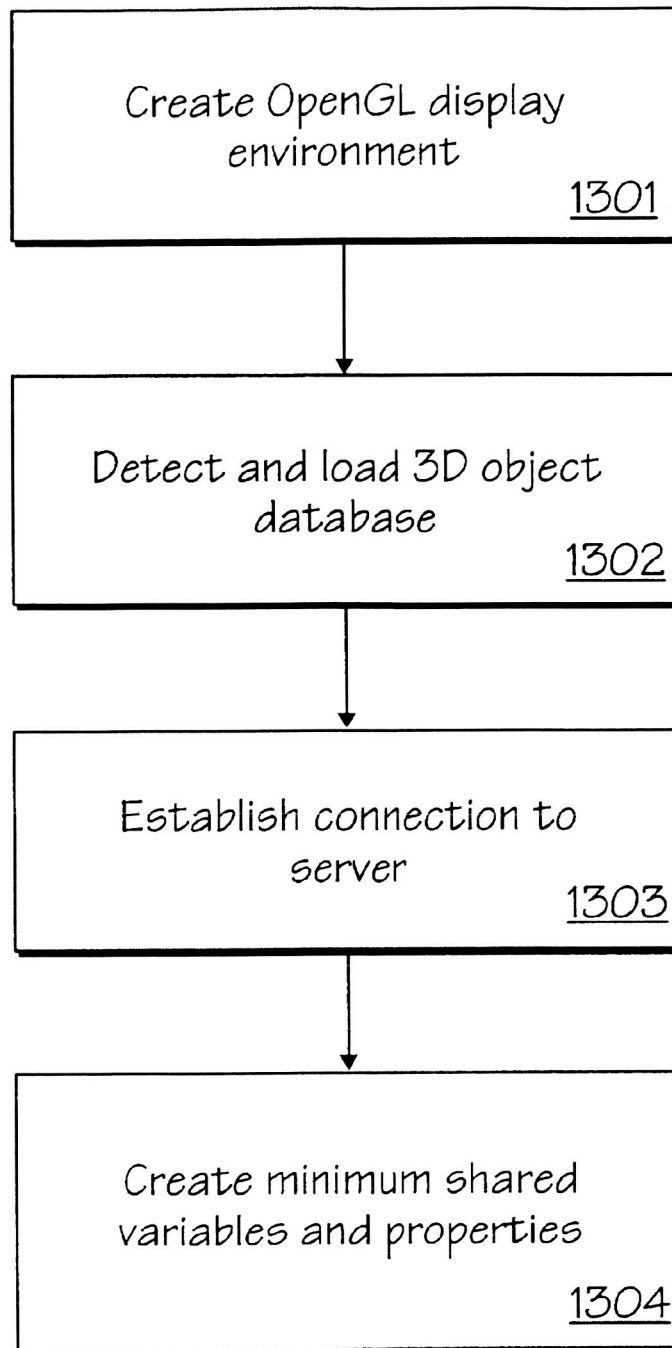 Create OpenGL display
environment
1301
Detect and load 3D object
database
1302
Establish connection to
server
1303
Create minimum shared
variables and properties
1304